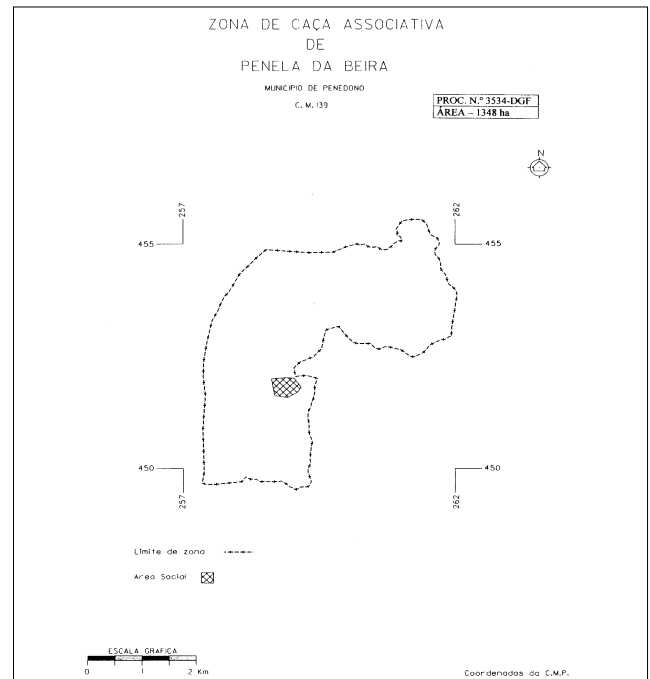 ZONA DE CAÇA ASSOCIATIVA
DE
PENELA DA BEIRA
MUNICIPIO DE PENEDONO
C. M. 139
PROC. N.º 3534-DGF
ÁREA – 1348 ha
N
257
262
455
455
450
450
257
262
Limite de zona
Area Social
ESCALA GRAFICA
0 1 2 Km
Coordenadas da C.M.P.